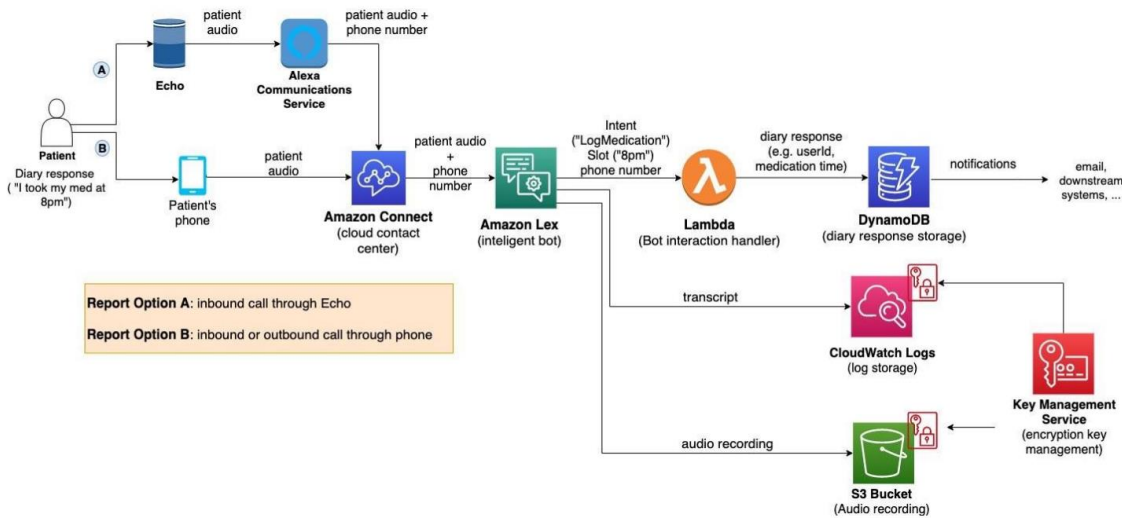 patient
audio
patient audio +
phone number
A
Echo
Alexa
Communications
Service
B
Patient
Diary response
( "I took my med at
8pm")
Patient's
phone
patient
audio
Amazon Connect
(cloud contact
center)
patient audio
+
phone
number
Amazon Lex
(inteligent bot)
Intent
("LogMedication")
Slot ("8pm")
phone number
Lambda
(Bot interaction handler)
diary response
(e.g. userId,
medication time)
DynamoDB
(diary response storage)
notifications
email,
downstream
systems, ...
Report Option A: inbound call through Echo
Report Option B: inbound or outbound call through phone
transcript
CloudWatch Logs
(log storage)
Key Management
Service
(encryption key
management)
audio recording
S3 Bucket
(Audio recording)